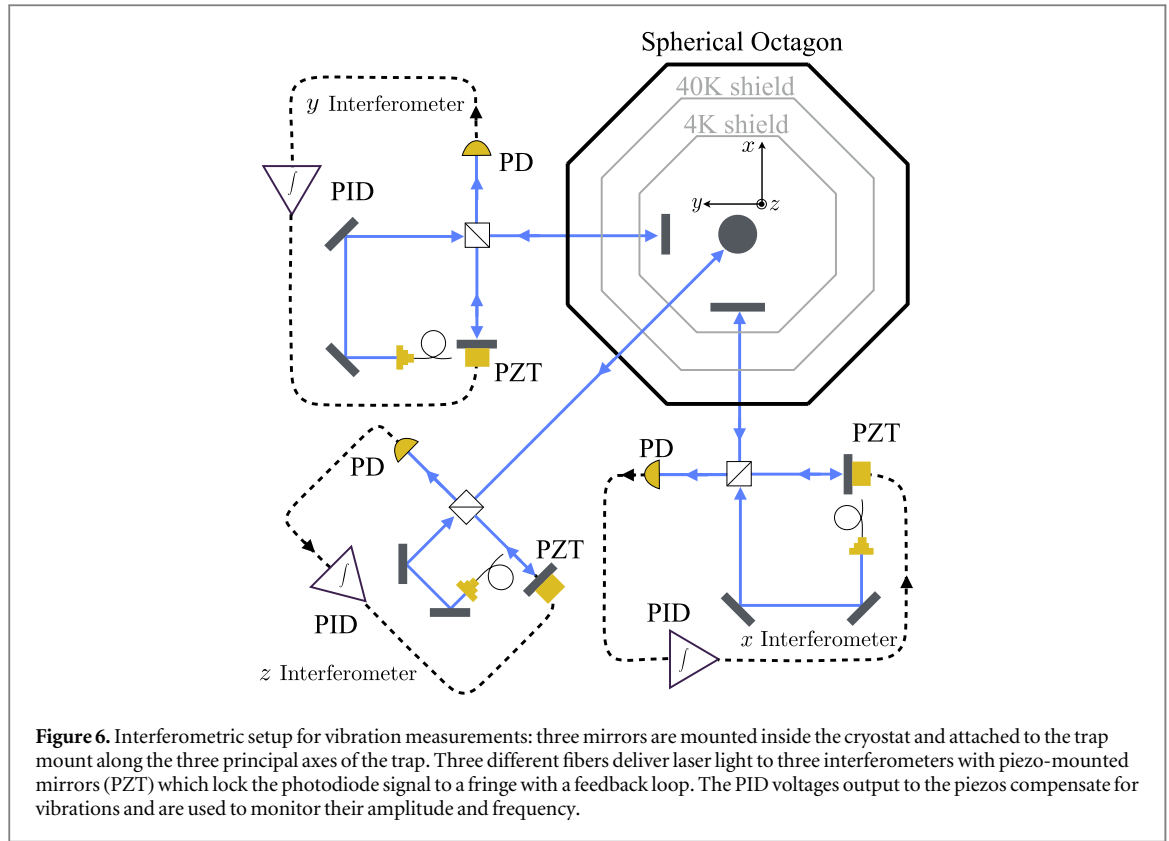 Spherical Octagon
40K shield
4K shield
x
y
z
y Interferometer
PD
∫
PID
PZT
PD
PZT
∫
PID
z Interferometer
PD
PZT
PID
∫
x Interferometer
Figure 6. Interferometric setup for vibration measurements: three mirrors are mounted inside the cryostat and attached to the trap
mount along the three principal axes of the trap. Three different fibers deliver laser light to three interferometers with piezo-mounted
mirrors (PZT) which lock the photodiode signal to a fringe with a feedback loop. The PID voltages output to the piezos compensate for
vibrations and are used to monitor their amplitude and frequency.